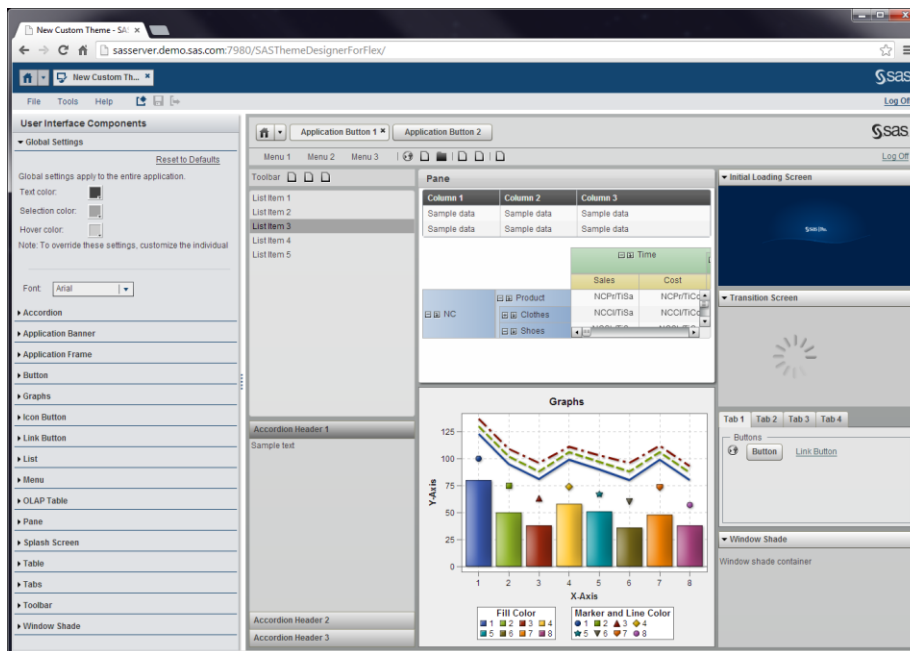 New Custom Theme - SA
sasserver.demo.sas.com:7980/SASThemeDesignerForFlex/
New Custom Th...
sas
File Tools Help
Log Off
User Interface Components
Global Settings
Reset to Defaults
Global settings apply to the entire application.
Text color:
Selection color:
Hover color:
Note: To override these settings, customize the individual
Font: Arial
Accordion
Application Banner
Application Frame
Button
Graphs
Icon Button
Link Button
List
Menu
OLAP Table
Pane
Splash Screen
Table
Tabs
Toolbar
Window Shade
Application Button 1
Application Button 2
sas
Menu 1 Menu 2 Menu 3
Log Off
Toolbar
List Item 1
List Item 2
List Item 3
List Item 4
List Item 5
Accordion Header 1
Sample text
Accordion Header 2
Accordion Header 3
Pane
Column 1 Column 2 Column 3
Sample data Sample data Sample data
Sample data Sample data Sample data
Time
Sales Cost
NC
Product NCPr/TiSa NCPr/TiCo
Clothes NCCl/TiSa NCCl/TiCo
Shoes
Graphs
Y-Axis
125
100
75
50
25
0
1 2 3 4 5 6 7 8
X-Axis
Fill Color
1 2 3 4
5 6 7 8
Marker and Line Color
1 2 3 4
5 6 7 8
Initial Loading Screen
Transition Screen
Tab 1 Tab 2 Tab 3 Tab 4
Buttons
Button Link Button
Window Shade
Window shade container